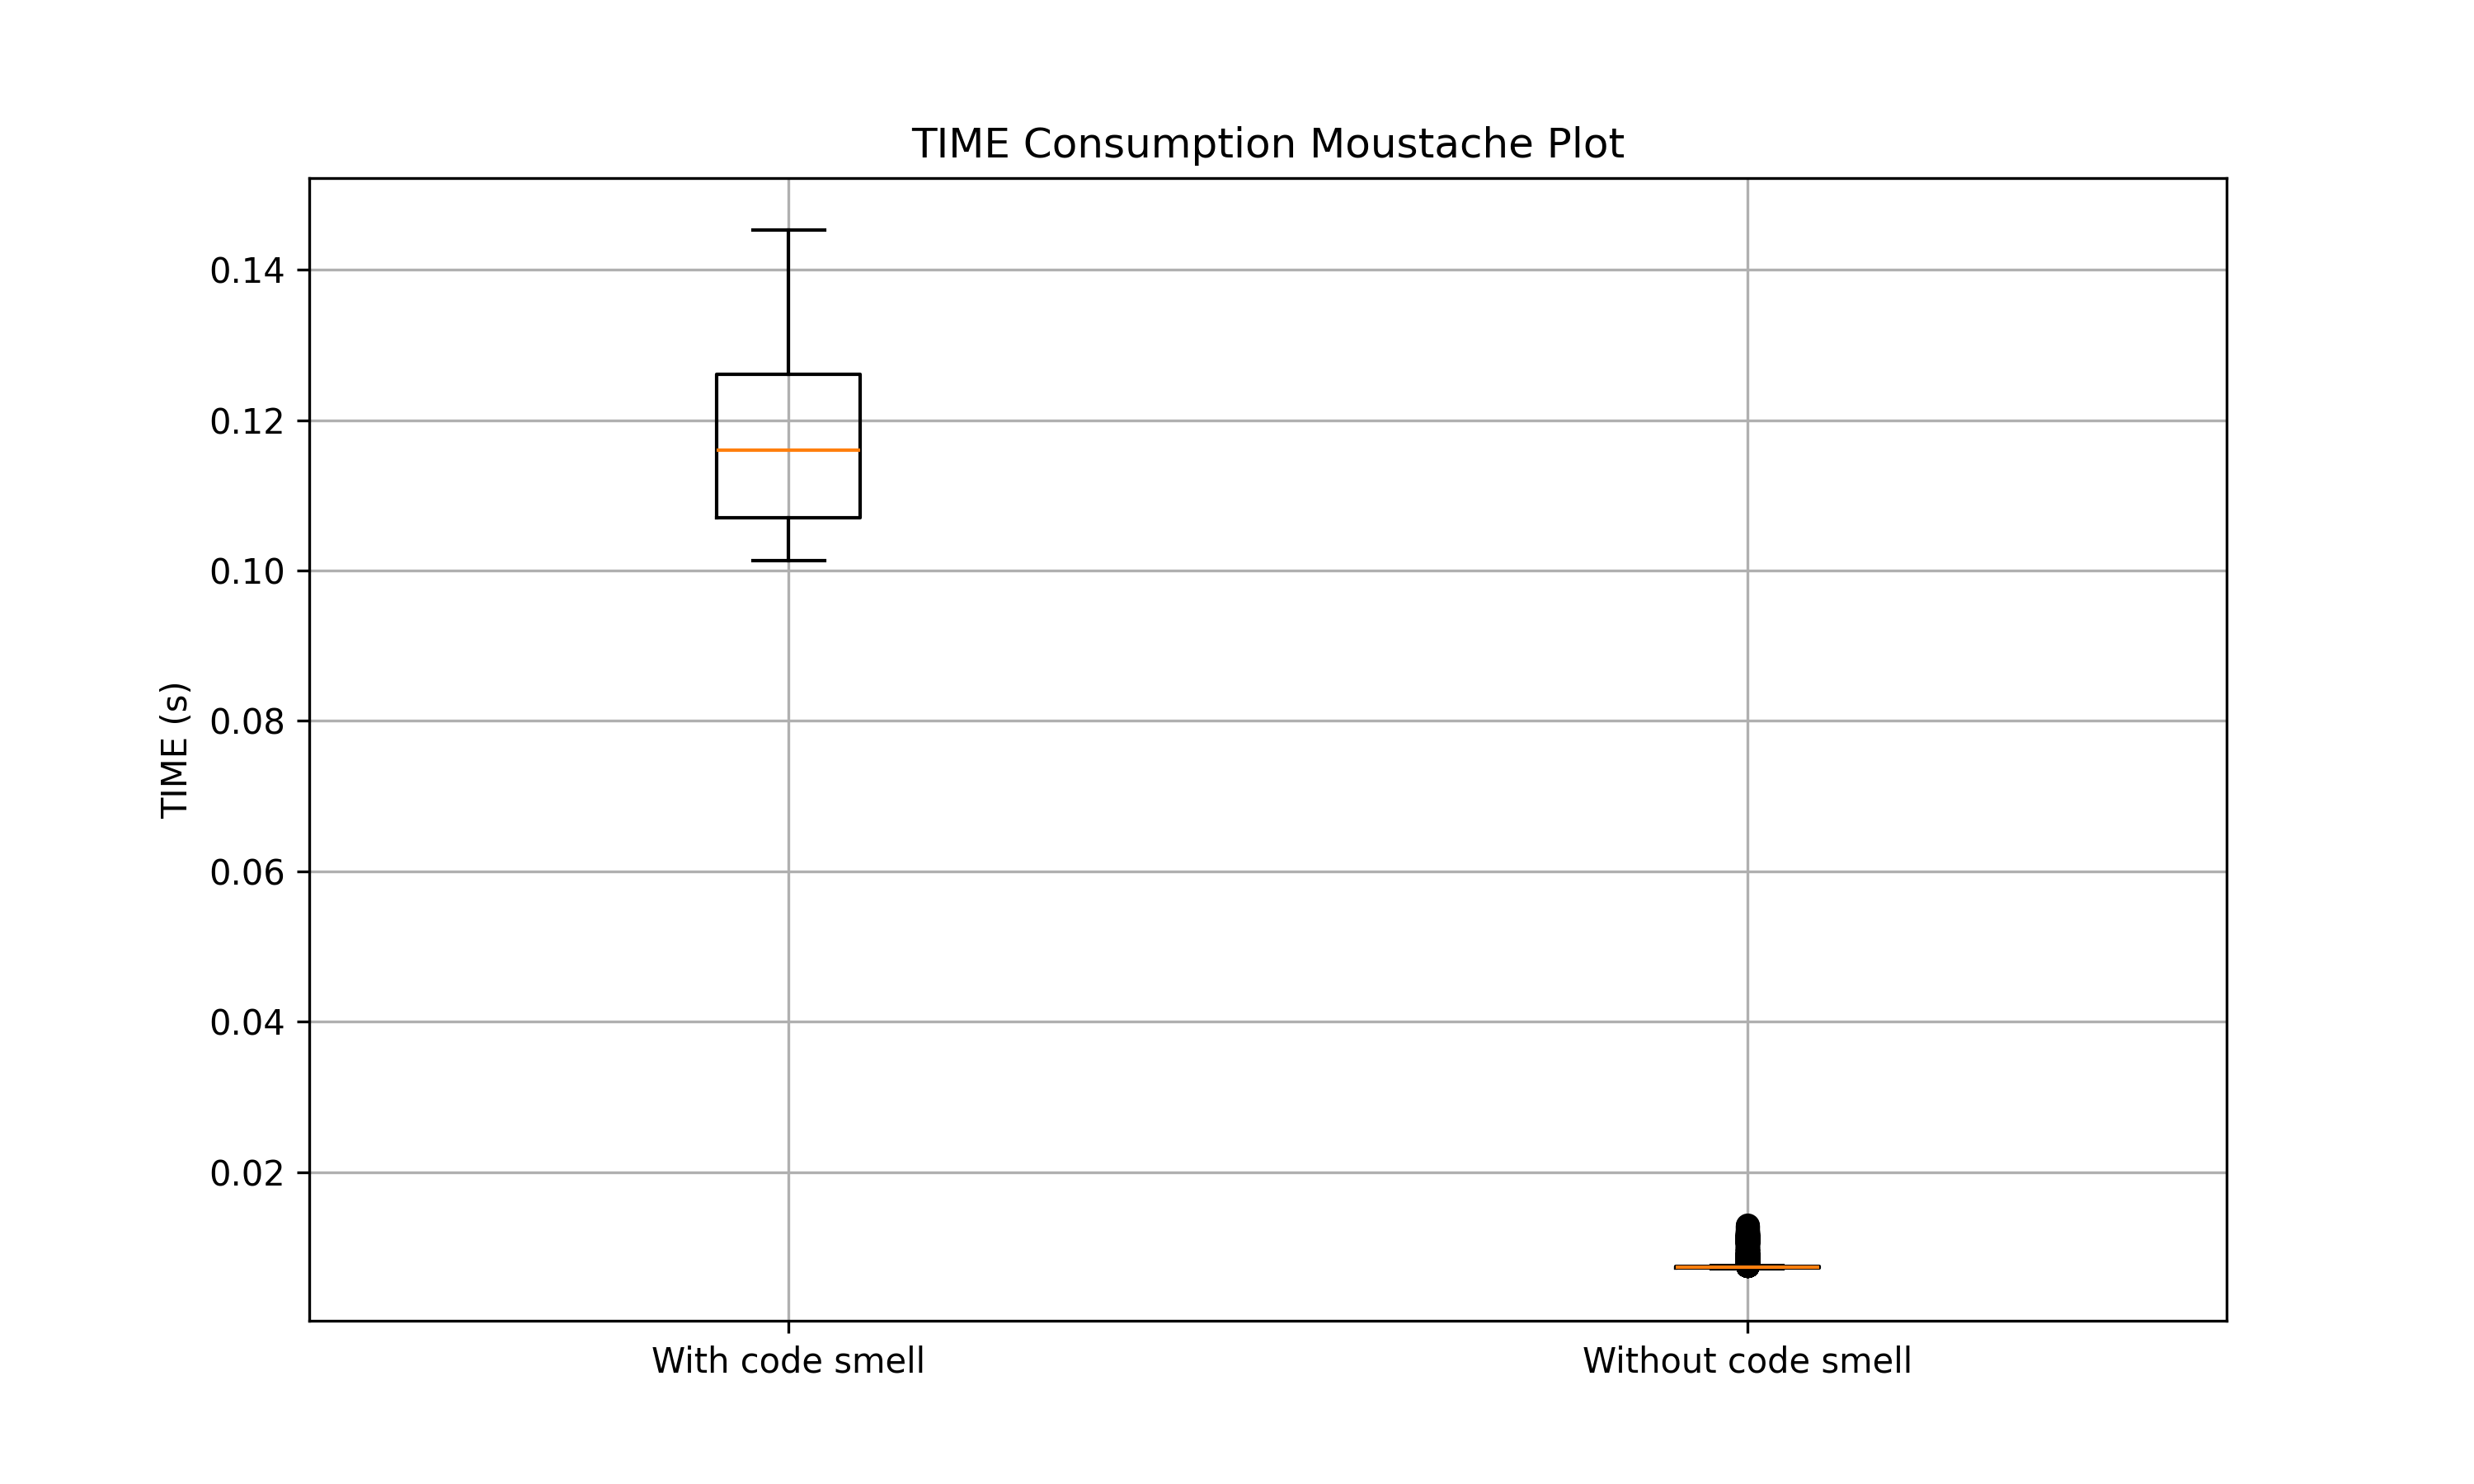 TIME Consumption Moustache Plot
TIME (s)
0.14
0.12
0.10
0.08
0.06
0.04
0.02
With code smell
Without code smell